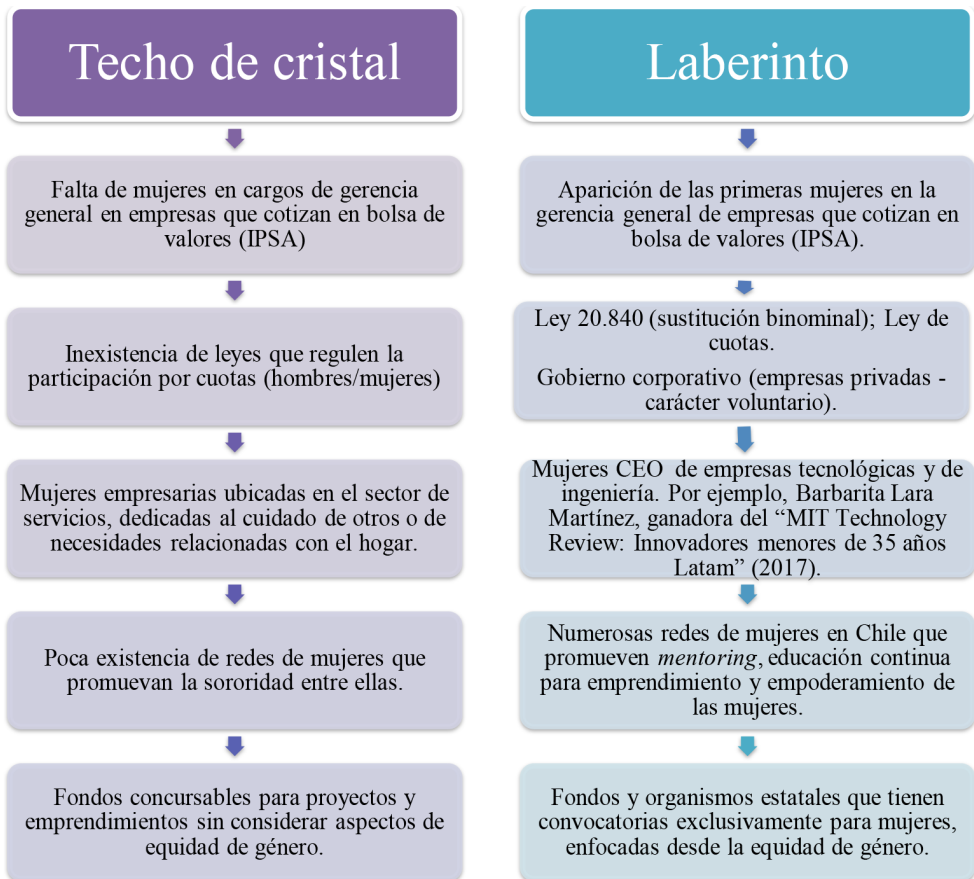 Techo de cristal
Falta de mujeres en cargos de gerencia
general en empresas que cotizan en bolsa de
valores (IPSA)
Inexistencia de leyes que regulen la
participación por cuotas (hombres/mujeres)
Mujeres empresarias ubicadas en el sector de
servicios, dedicadas al cuidado de otros o de
necesidades relacionadas con el hogar.
Poca existencia de redes de mujeres que
promuevan la sororidad entre ellas.
Fondos concursables para proyectos y
emprendimientos sin considerar aspectos de
equidad de género.
Laberinto
Aparición de las primeras mujeres en la
gerencia general de empresas que cotizan en
bolsa de valores (IPSA).
Ley 20.840 (sustitución binominal); Ley de
cuotas.
Gobierno corporativo (empresas privadas -
carácter voluntario).
Mujeres CEO de empresas tecnológicas y de
ingeniería. Por ejemplo, Barbarita Lara
Martínez, ganadora del “MIT Technology
Review: Innovadores menores de 35 años
Latam” (2017).
Numerosas redes de mujeres en Chile que
promueven mentoring, educación continua
para emprendimiento y empoderamiento de
las mujeres.
Fondos y organismos estatales que tienen
convocatorias exclusivamente para mujeres,
enfocadas desde la equidad de género.